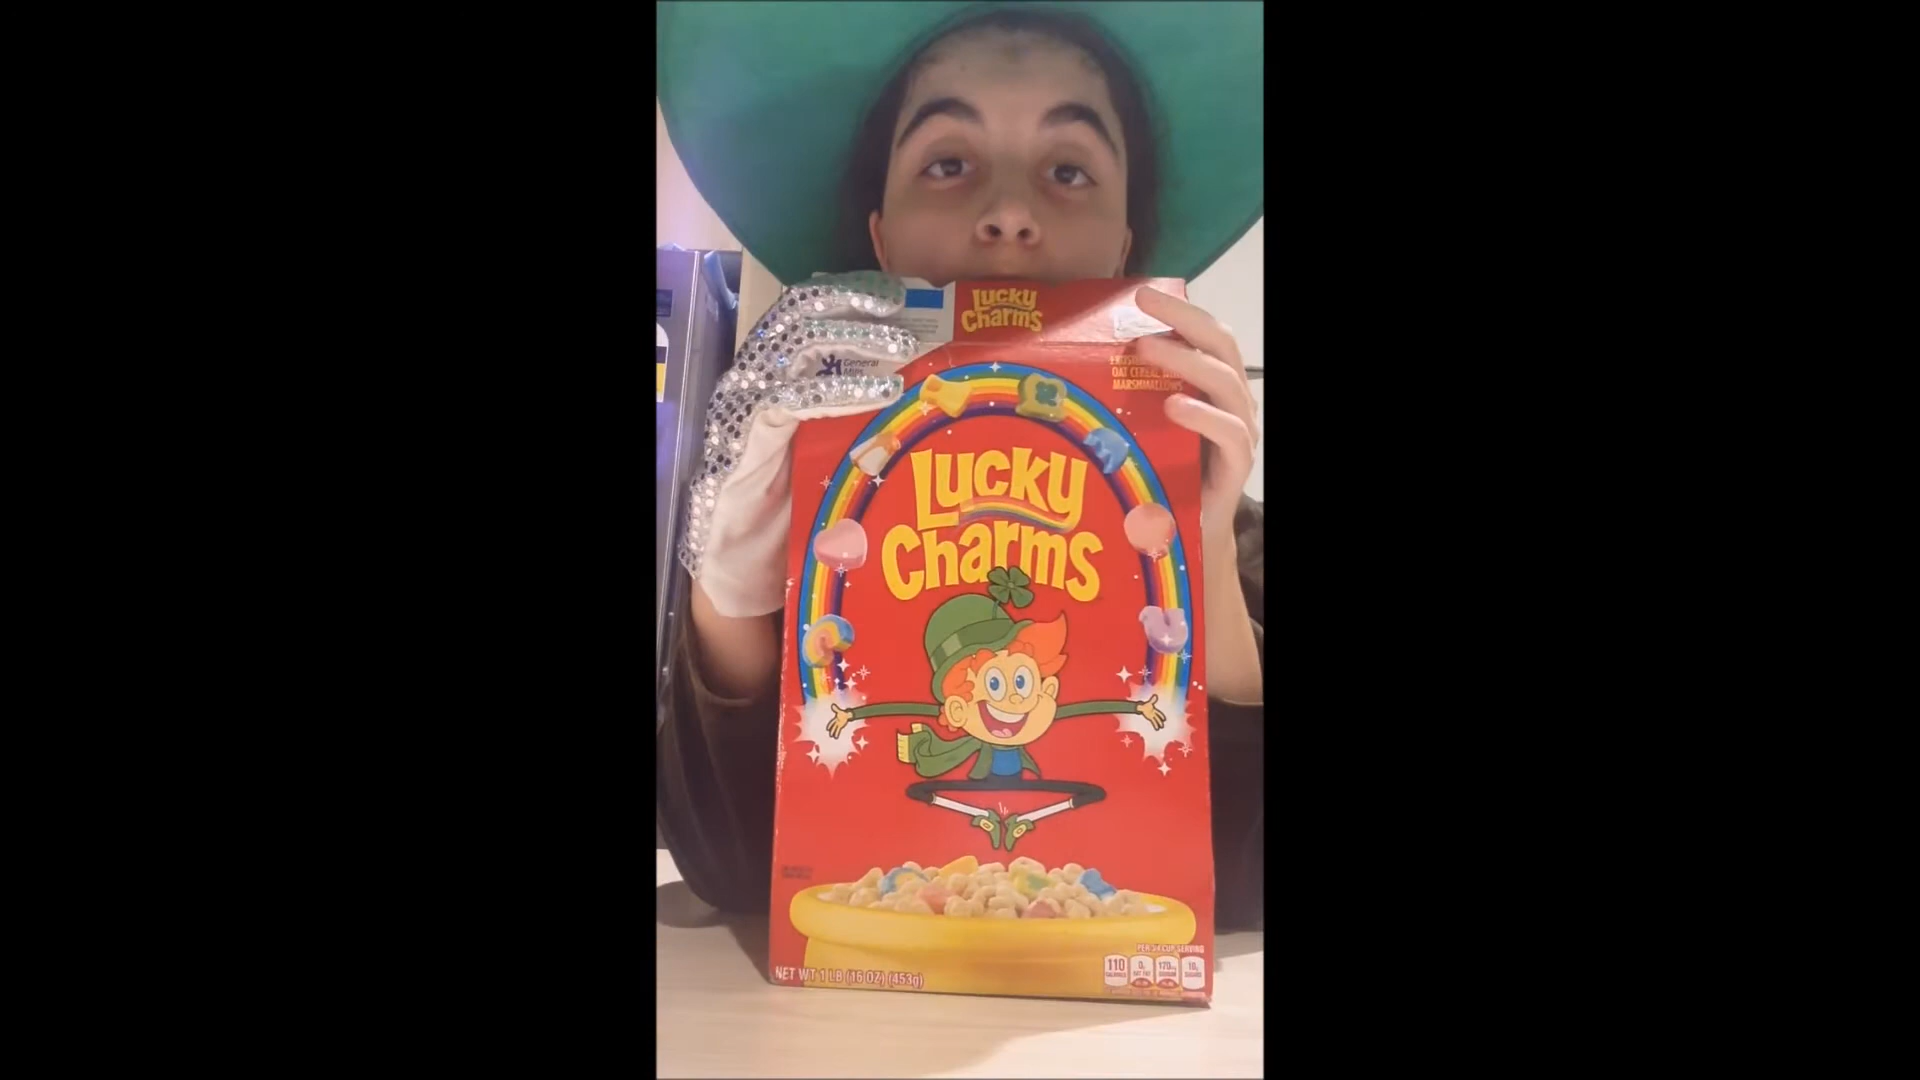 Lucky
Charms
General
Mills
OAT CEREAL WITH
MARSHMALLOWS
Lucky
Charms
PER 3/4 CUP SERVING
110
CALORIES
0g
SAT FAT
170mg
SODIUM
10g
SUGARS
NET WT 1 LB (16 OZ) (453g)